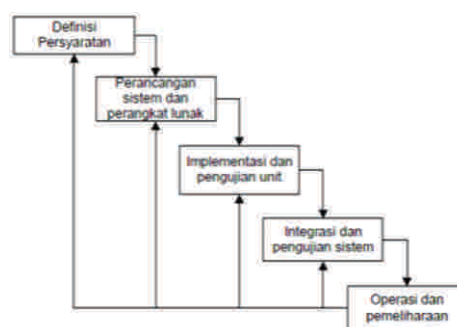 Definisi
Persyaratan
Perancangan
sistem dan
perangkat lunak
Implementasi dan
pengujian unit
Integrasi dan
pengujian sistem
Operasi dan
pemeliharaan